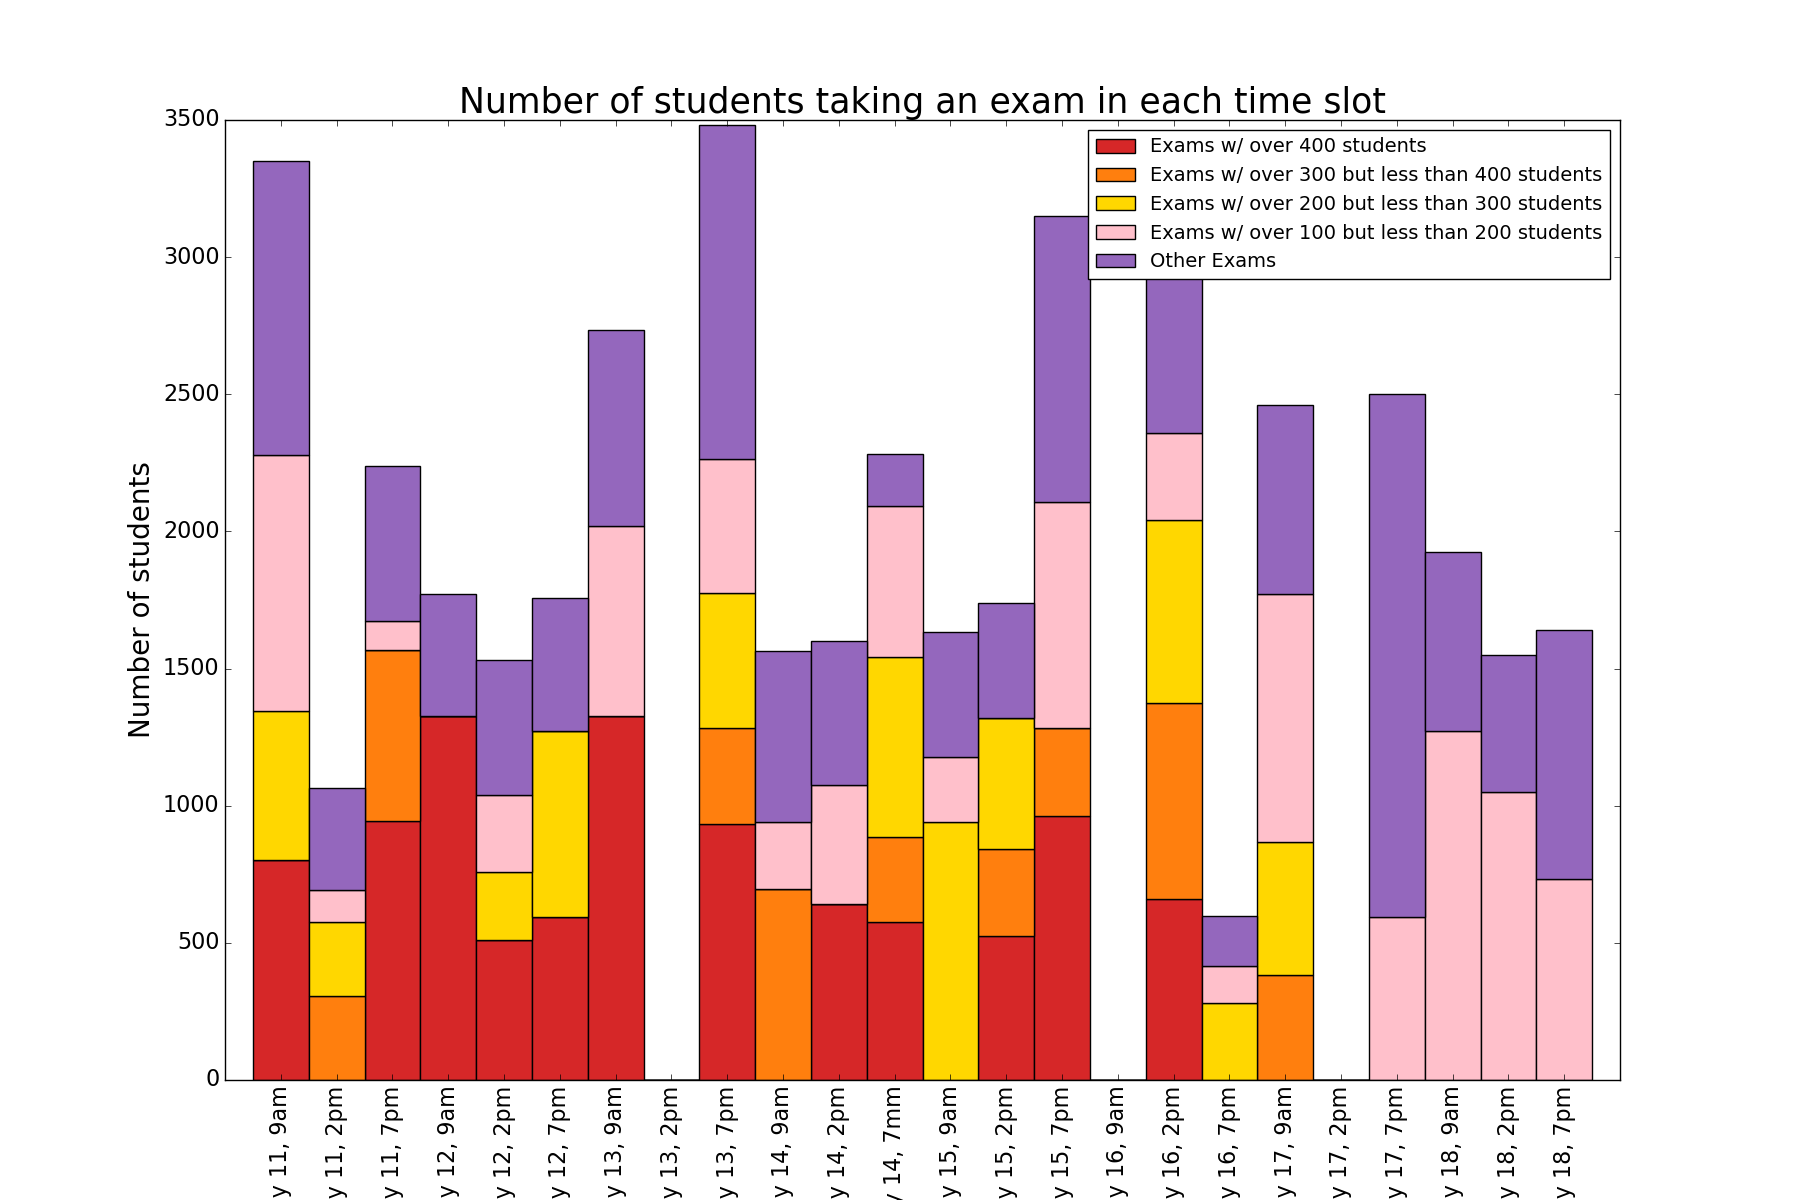 Number of students taking an exam in each time slot
Exams w/ over 400 students
Exams w/ over 300 but less than 400 students
Exams w/ over 200 but less than 300 students
Exams w/ over 100 but less than 200 students
Other Exams
Number of students
3500
3000
2500
2000
1500
1000
500
0
y 11, 9am
y 11, 2pm
y 11, 7pm
y 12, 9am
y 12, 2pm
y 12, 7pm
y 13, 9am
y 13, 2pm
y 13, 7pm
y 14, 9am
y 14, 2pm
y 14, 7mm
y 15, 9am
y 15, 2pm
y 15, 7pm
y 16, 9am
y 16, 2pm
y 16, 7pm
y 17, 9am
y 17, 2pm
y 17, 7pm
y 18, 9am
y 18, 2pm
y 18, 7pm